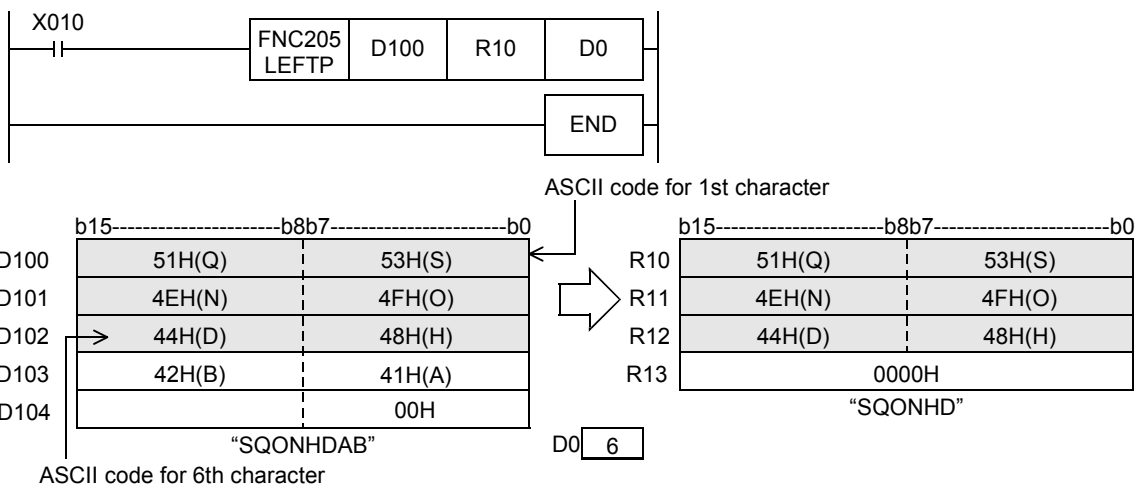 X010
FNC205 LEFTP D100 R10 D0
END
ASCII code for 1st character
b15-----------------------b8b7------------------------b0
D100 51H(Q) 53H(S)
D101 4EH(N) 4FH(O)
D102 44H(D) 48H(H)
D103 42H(B) 41H(A)
D104 00H
“SQONHDAB”
ASCII code for 6th character
D0 6
b15-----------------------b8b7------------------------b0
R10 51H(Q) 53H(S)
R11 4EH(N) 4FH(O)
R12 44H(D) 48H(H)
R13 0000H
“SQONHD”